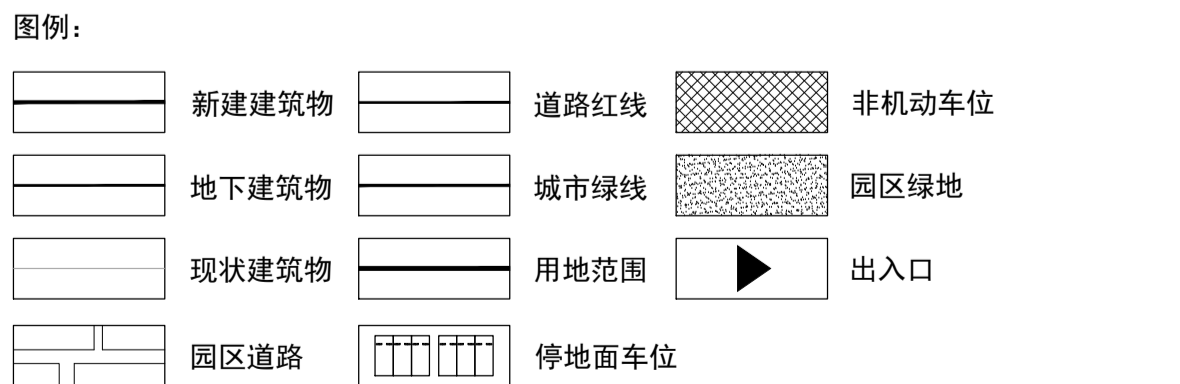 图例：
新建建筑物 道路红线 非机动车位
地下建筑物 城市绿线 园区绿地
现状建筑物 用地范围 出入口
园区道路 停地面车位